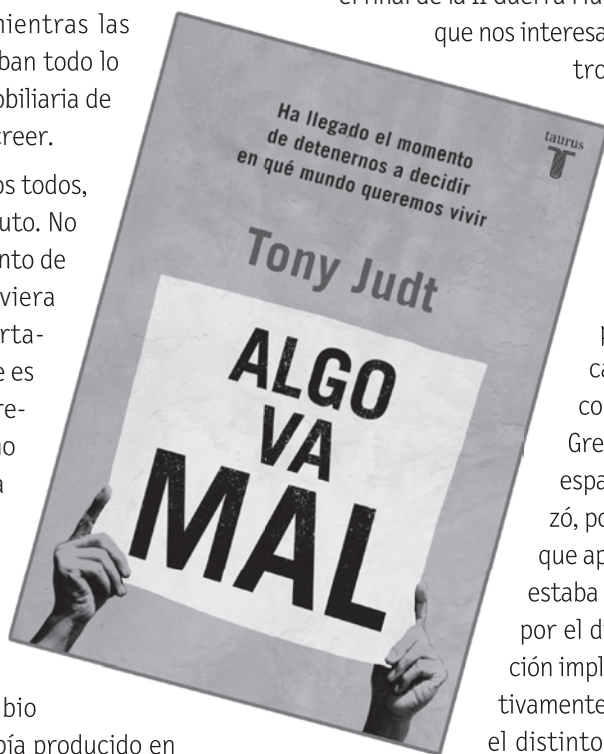 mientras las
ban todo lo
obiliaria de
creer.
os todos,
uto. No
nto de
viera
rta-
e es
re-
no
a
bio
bía producido en
Ha llegado el momento
de detenernos a decidir
en qué mundo queremos vivir
taurus
Tony Judt
ALGO
VA
MAL
el final de la II Guerra
que nos interesa
tro
p
ca
co
Gre
espa
zó, po
que ap
estaba
por el d
ción impl
tivamente
el distinto